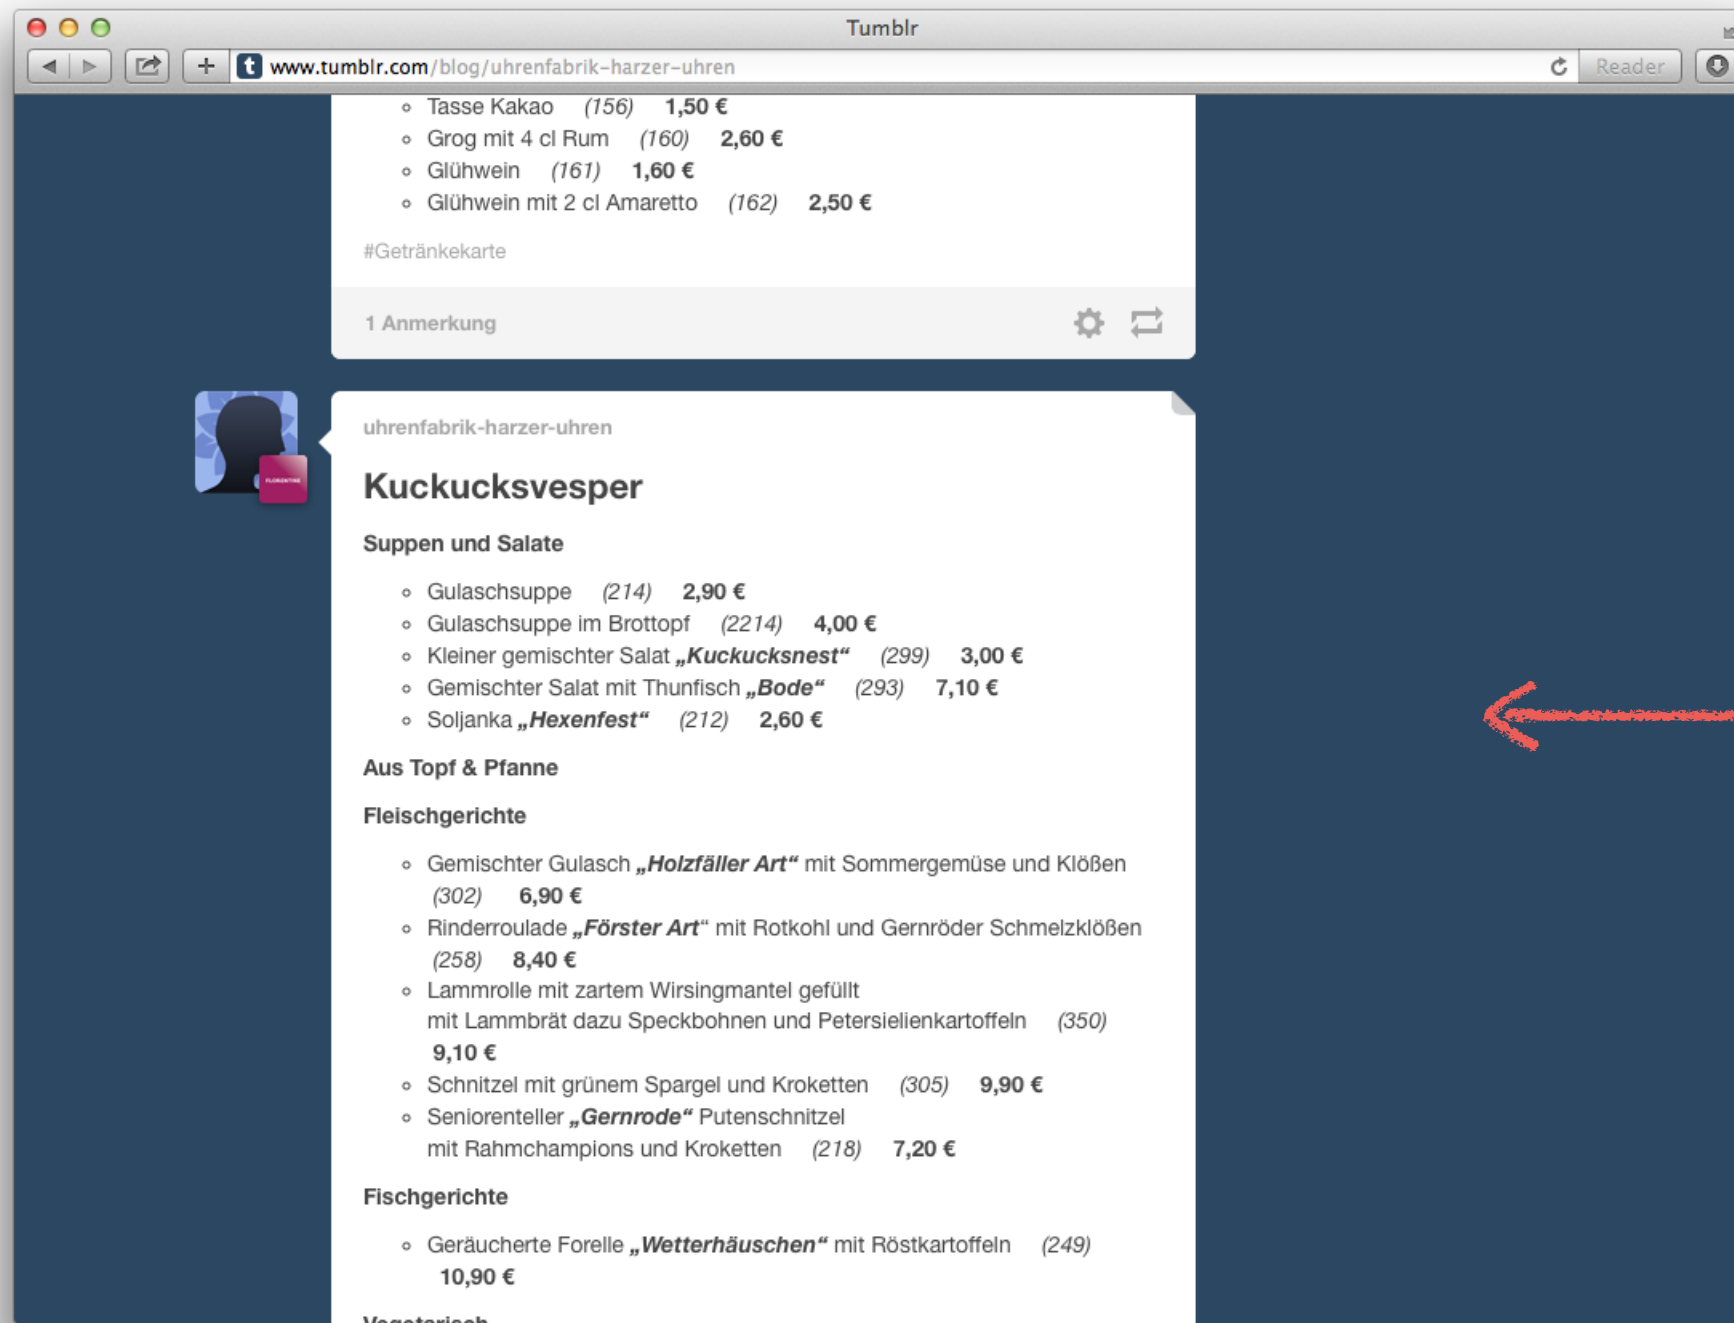 Tumblr
www.tumblr.com/blog/uhrenfabrik-harzer-uhren
Reader
Tasse Kakao (156) 1,50 €
Grog mit 4 cl Rum (160) 2,60 €
Glühwein (161) 1,60 €
Glühwein mit 2 cl Amaretto (162) 2,50 €
#Getränkekarte
1 Anmerkung
FLORENTINE
uhrenfabrik-harzer-uhren
Kuckucksvesper
Suppen und Salate
Gulaschsuppe (214) 2,90 €
Gulaschsuppe im Brottopf (2214) 4,00 €
Kleiner gemischter Salat „Kuckucksnest“ (299) 3,00 €
Gemischter Salat mit Thunfisch „Bode“ (293) 7,10 €
Soljanka „Hexenfest“ (212) 2,60 €
Aus Topf & Pfanne
Fleischgerichte
Gemischter Gulasch „Holzfäller Art“ mit Sommergemüse und Klößen
(302) 6,90 €
Rinderroulade „Förster Art“ mit Rotkohl und Gernröder Schmelzklößen
(258) 8,40 €
Lammrolle mit zartem Wirsingmantel gefüllt
mit Lammbrät dazu Speckbohnen und Petersielienkartoffeln (350)
9,10 €
Schnitzel mit grünem Spargel und Kroketten (305) 9,90 €
Seniorenteller „Gernrode“ Putenschnitzel
mit Rahmchampions und Kroketten (218) 7,20 €
Fischgerichte
Geräucherte Forelle „Wetterhäuschen“ mit Röstkartoffeln (249)
10,90 €
Vegetarisch